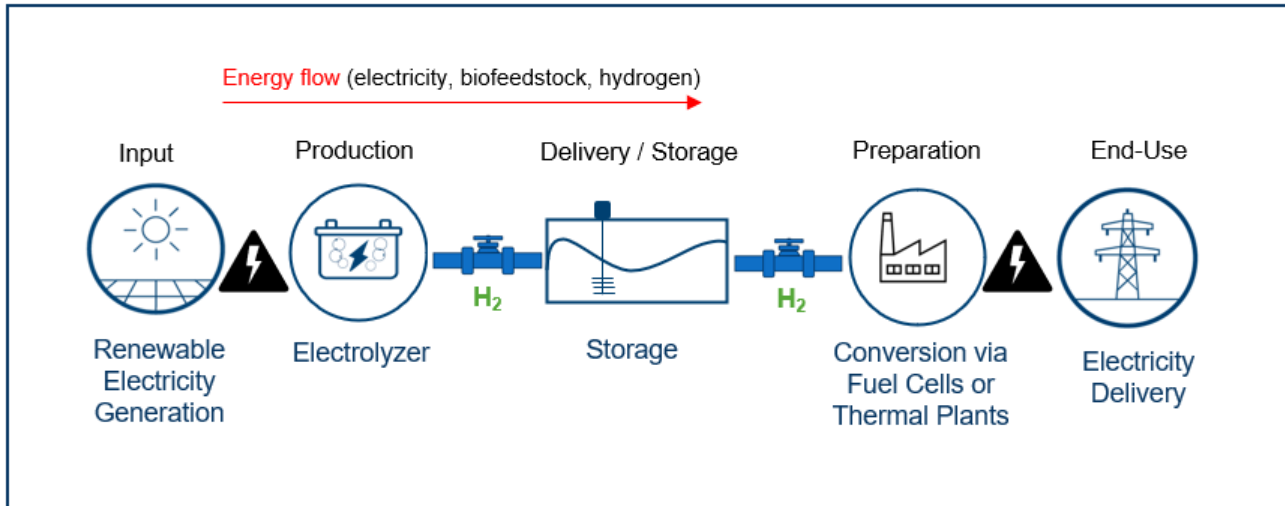 Energy flow (electricity, biofeedstock, hydrogen)
Input
Production
Delivery / Storage
Preparation
End-Use
H₂
H₂
Renewable
Electricity
Generation
Electrolyzer
Storage
Conversion via
Fuel Cells or
Thermal Plants
Electricity
Delivery